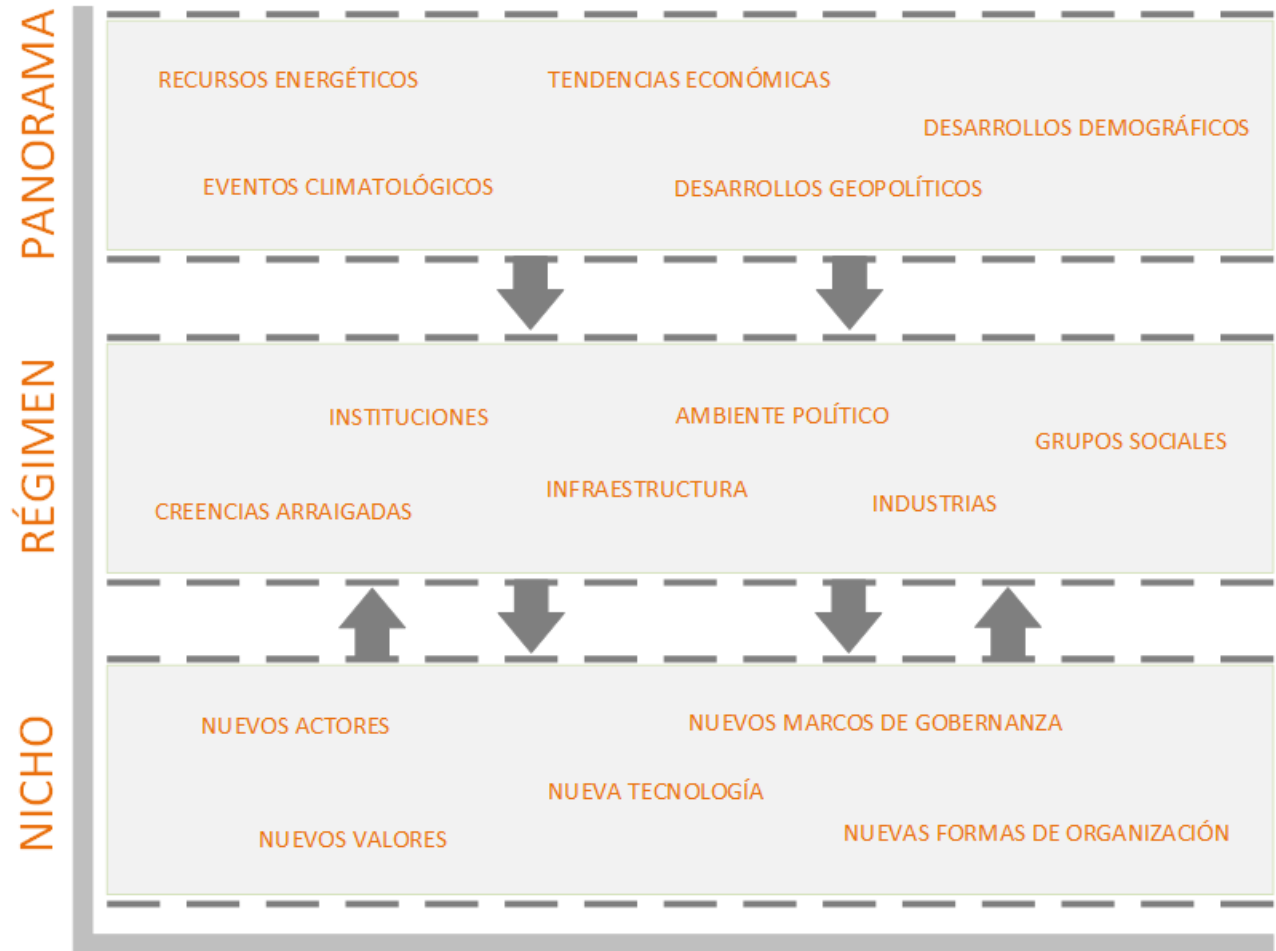 PANORAMA
RECURSOS ENERGÉTICOS
TENDENCIAS ECONÓMICAS
DESARROLLOS DEMOGRÁFICOS
EVENTOS CLIMATOLÓGICOS
DESARROLLOS GEOPOLÍTICOS
RÉGIMEN
INSTITUCIONES
AMBIENTE POLÍTICO
GRUPOS SOCIALES
CREENCIAS ARRAIGADAS
INFRAESTRUCTURA
INDUSTRIAS
NICHO
NUEVOS ACTORES
NUEVOS MARCOS DE GOBERNANZA
NUEVA TECNOLOGÍA
NUEVOS VALORES
NUEVAS FORMAS DE ORGANIZACIÓN